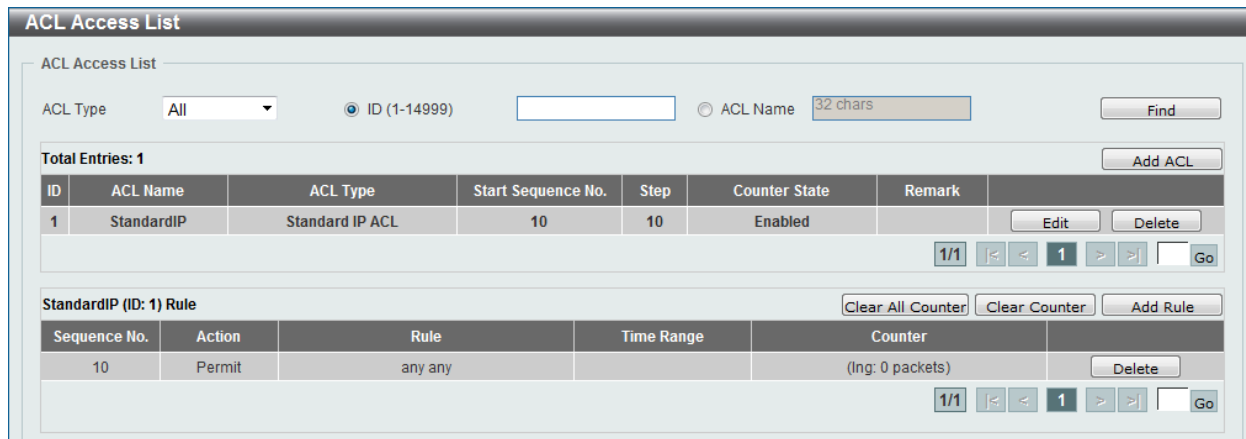 ACL Access List
ACL Access List
ACL Type All ID (1-14999) ACL Name 32 chars Find
Total Entries: 1 Add ACL
ID ACL Name ACL Type Start Sequence No. Step Counter State Remark
1 StandardIP Standard IP ACL 10 10 Enabled Edit Delete
1/1 |< < 1 > >| Go
StandardIP (ID: 1) Rule Clear All Counter Clear Counter Add Rule
Sequence No. Action Rule Time Range Counter
10 Permit any any (Ing: 0 packets) Delete
1/1 |< < 1 > >| Go